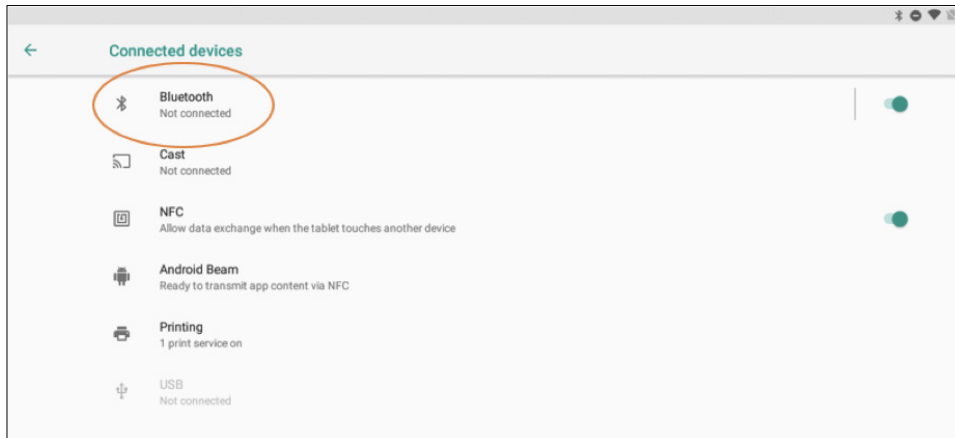 Connected devices
Bluetooth
Not connected
Cast
Not connected
NFC
Allow data exchange when the tablet touches another device
Android Beam
Ready to transmit app content via NFC
Printing
1 print service on
USB
Not connected